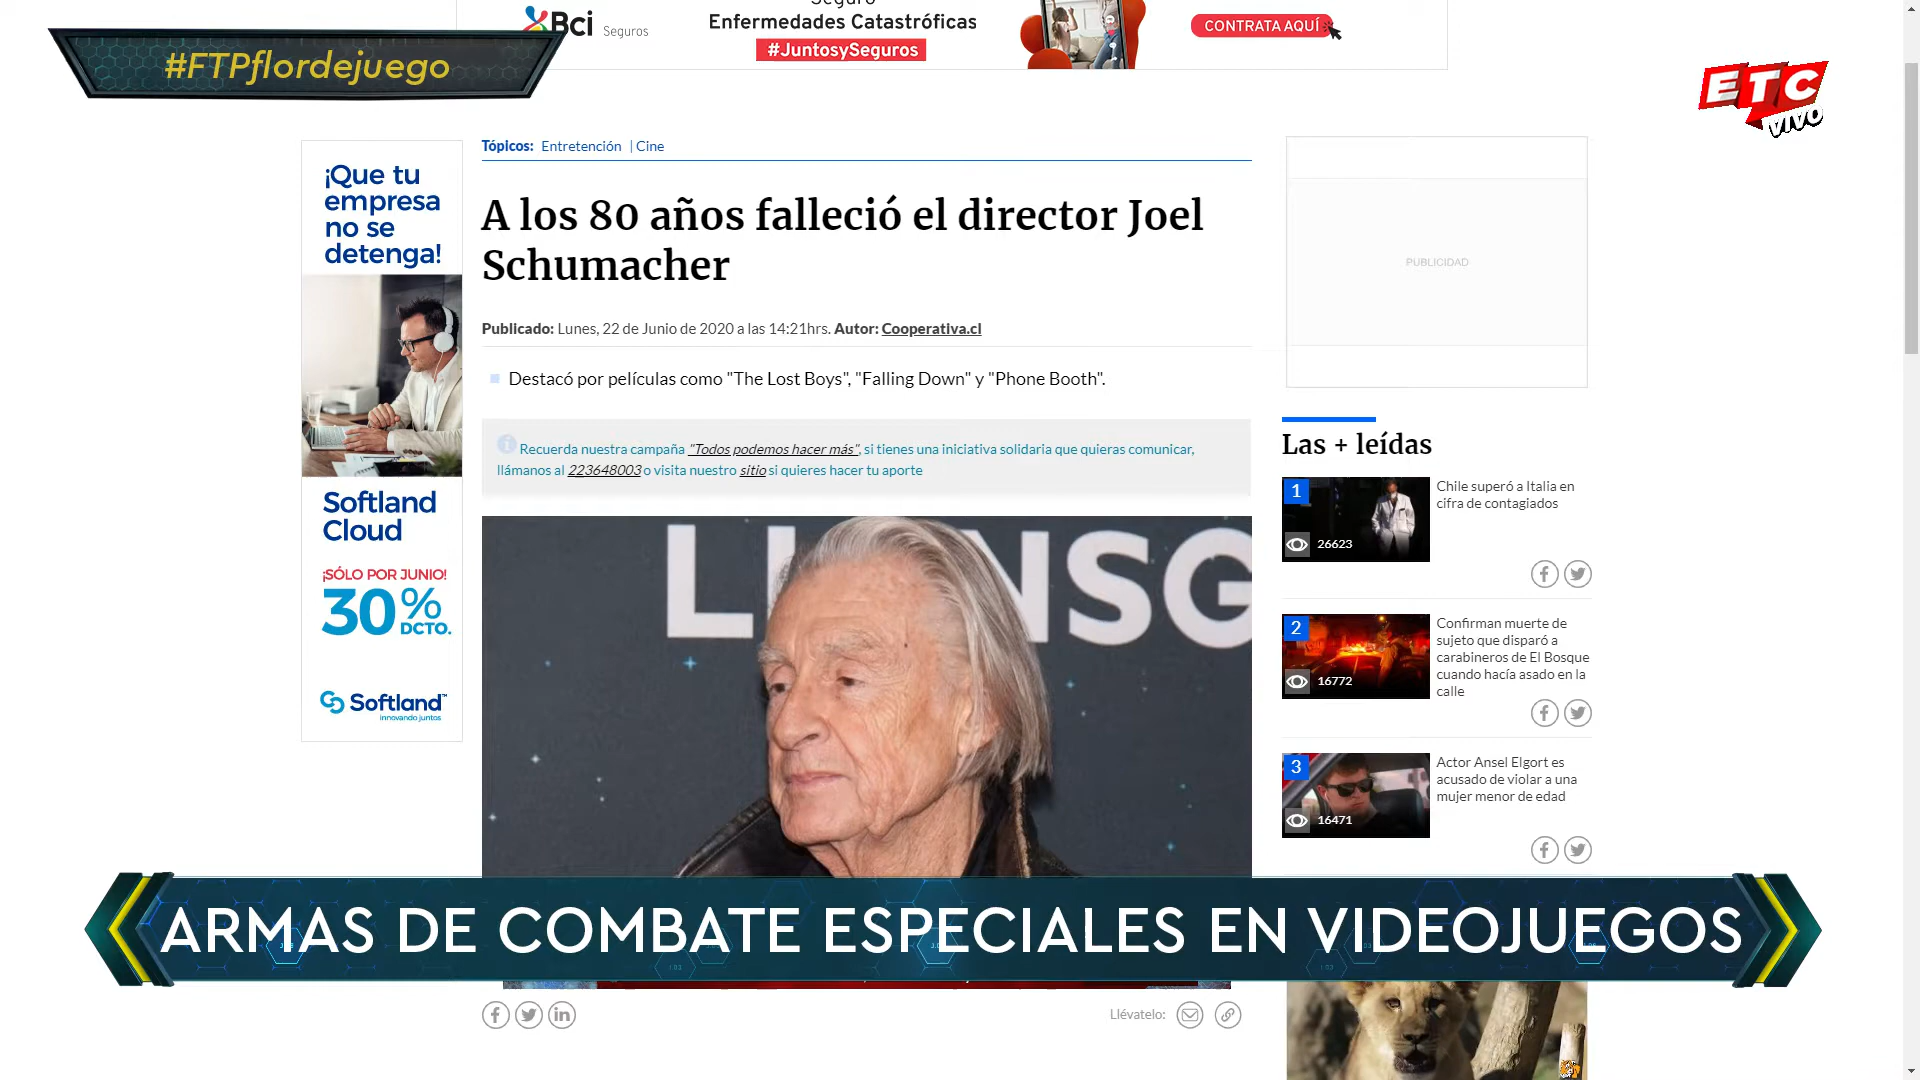 Seguro
Bci Seguros
Enfermedades Catastróficas
CONTRATA AQUÍ
#JuntosySeguros
#FTPflordejuego
ETC
VIVO
Tópicos: Entretención | Cine
¡Que tu
empresa
no se
detenga!
A los 80 años falleció el director Joel
Schumacher
PUBLICIDAD
Publicado: Lunes, 22 de Junio de 2020 a las 14:21hrs. Autor: Cooperativa.cl
Destacó por películas como "The Lost Boys", "Falling Down" y "Phone Booth".
Recuerda nuestra campaña "Todos podemos hacer más", si tienes una iniciativa solidaria que quieras comunicar,
llámanos al 223648003 o visita nuestro sitio si quieres hacer tu aporte
Softland
Cloud
¡SÓLO POR JUNIO!
30%
DCTO.
Softland™
innovando juntos
NSG
Las + leídas
1
26623
Chile superó a Italia en
cifra de contagiados
2
16772
Confirman muerte de
sujeto que disparó a
carabineros de El Bosque
cuando hacía asado en la
calle
3
16471
Actor Ansel Elgort es
acusado de violar a una
mujer menor de edad
ARMAS DE COMBATE ESPECIALES EN VIDEOJUEGOS
Llévatelo: